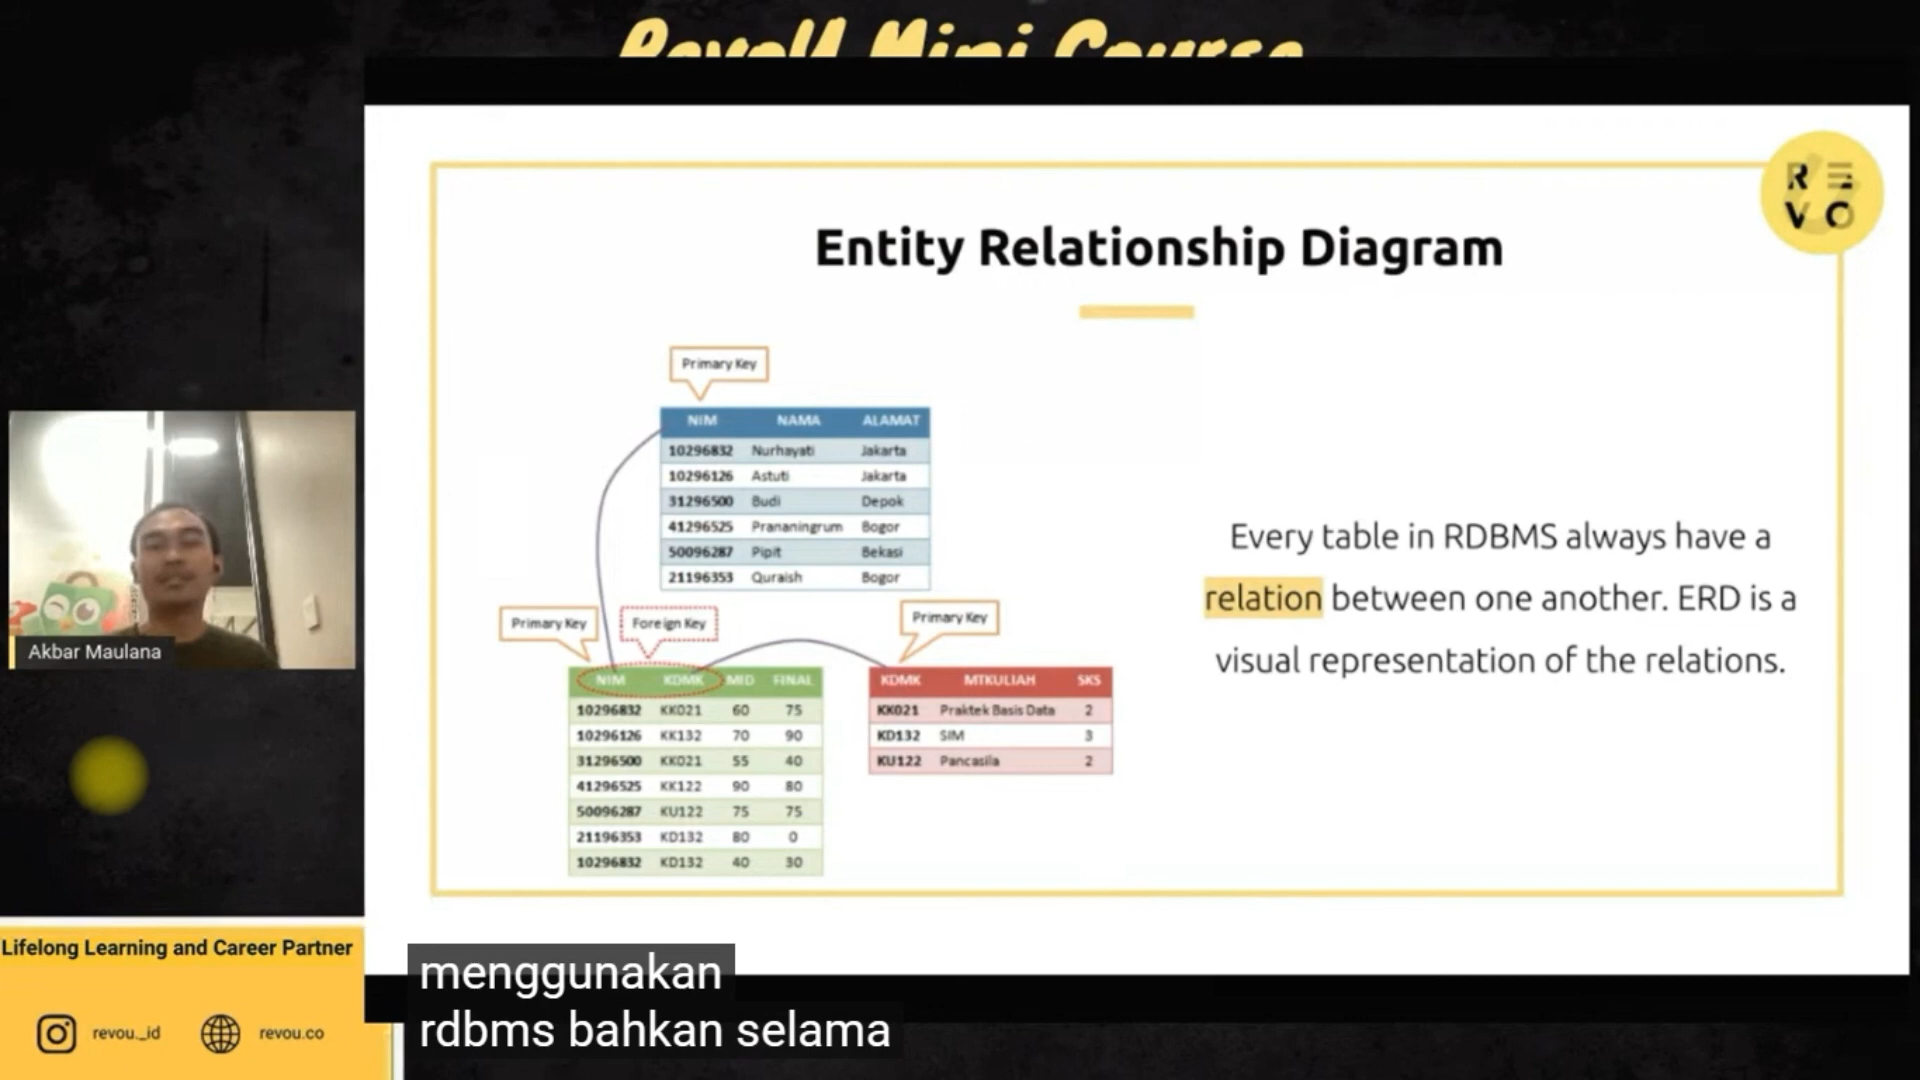 RevoU Mini Course
R E
V O
Entity Relationship Diagram
Primary Key
NIM NAMA ALAMAT
10296832 Nurhayati Jakarta
10296126 Astuti Jakarta
31296500 Budi Depok
41296525 Prananingrum Bogor
50096287 Pipit Bekasi
21196353 Quraish Bogor
Primary Key
Foreign Key
Primary Key
NIM KDMK MID FINAL
10296832 KK021 60 75
10296126 KK132 70 90
31296500 KK021 55 40
41296525 KK122 90 80
50096287 KU122 75 75
21196353 KD132 80 0
10296832 KD132 40 30
KDMK MTKULIAH SKS
KK021 Praktek Basis Data 2
KD132 SIM 3
KU122 Pancasila 2
Every table in RDBMS always have a
relation between one another. ERD is a
visual representation of the relations.
Akbar Maulana
Lifelong Learning and Career Partner
revou_id
revou.co
menggunakan
rdbms bahkan selama